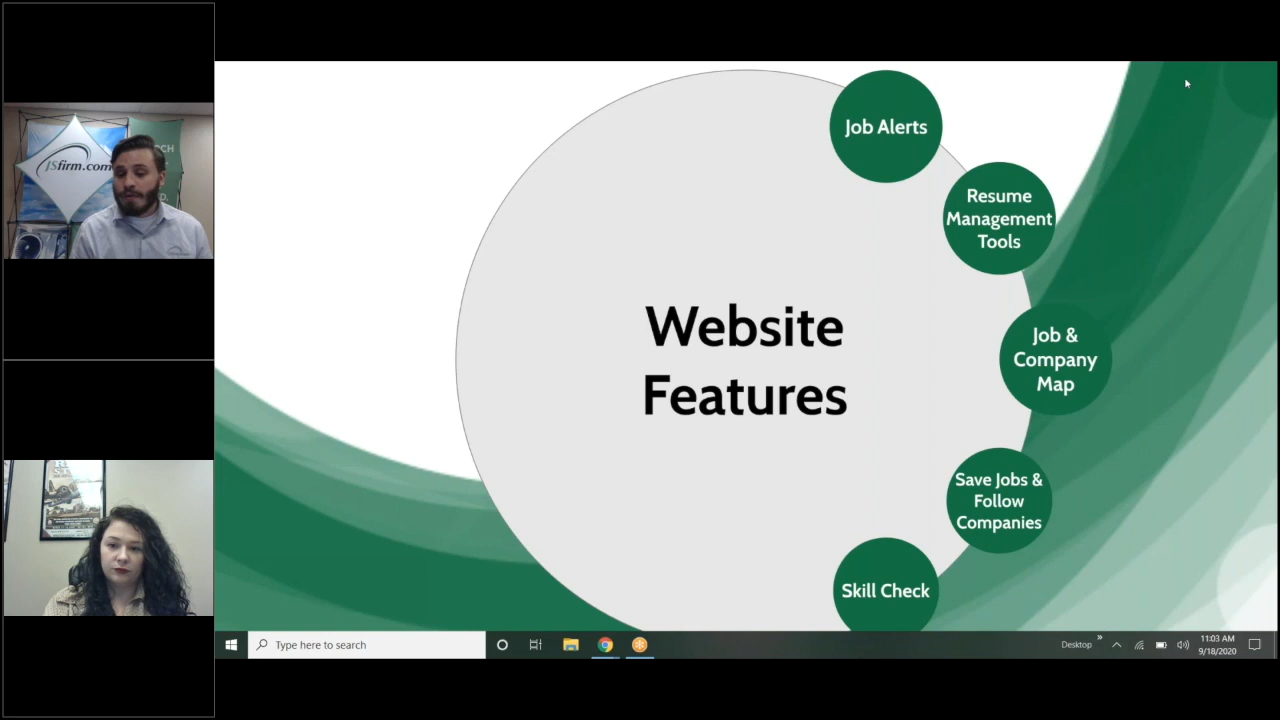 JSfirm.com
Website
Features
Job Alerts
Resume
Management
Tools
Job &
Company
Map
Save Jobs &
Follow
Companies
Skill Check
Type here to search
Desktop
11:03 AM
9/18/2020